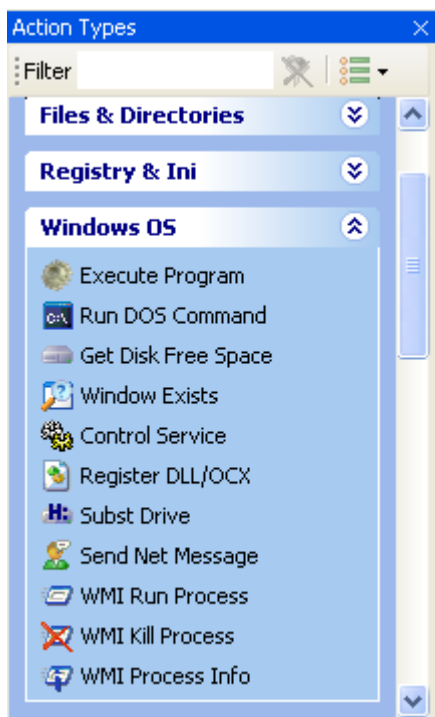 Action Types
Filter
Files & Directories
Registry & Ini
Windows OS
Execute Program
C:\ Run DOS Command
Get Disk Free Space
Window Exists
Control Service
Register DLL/OCX
H: Subst Drive
Send Net Message
WMI Run Process
WMI Kill Process
WMI Process Info